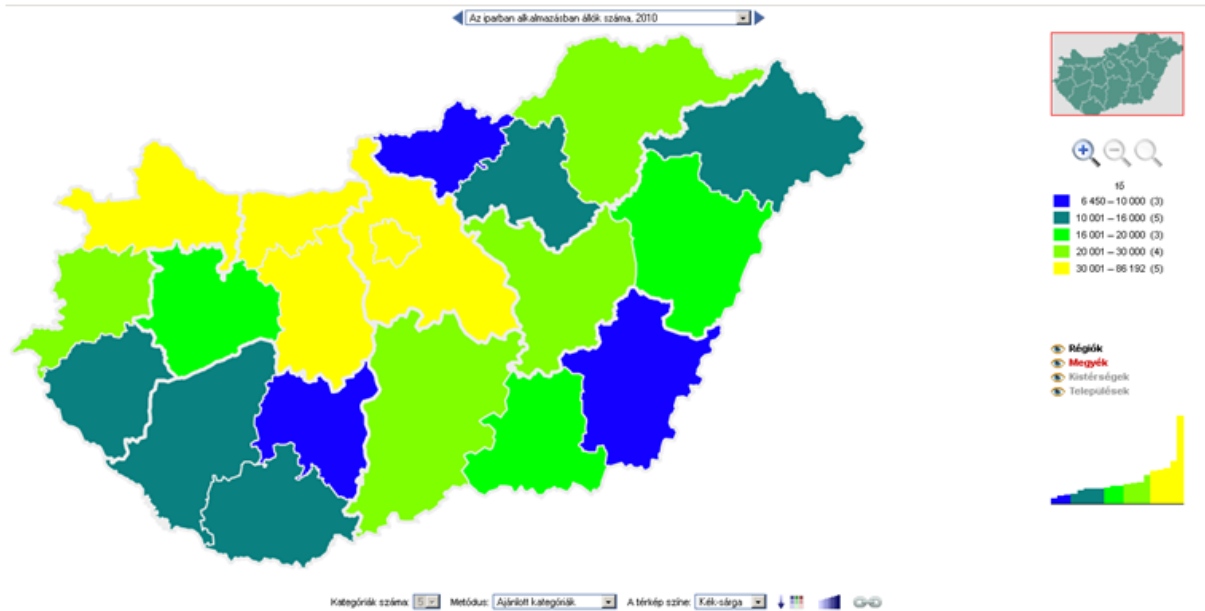 Az iparban alkalmazásban állók száma, 2010
fő
6 450 – 10 000 (3)
10 001 – 16 000 (5)
16 001 – 20 000 (3)
20 001 – 30 000 (4)
30 001 – 86 192 (5)
Régiók
Megyék
Kistérségek
Települések
Kategóriák száma: 5 Metódus: Ajánlott kategóriák A térkép színe: Kék-sárga